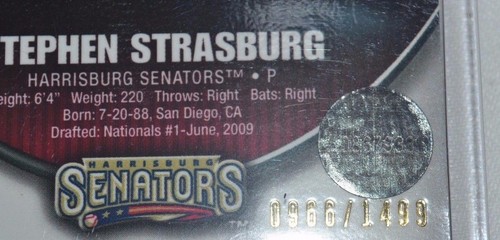 TEPHEN STRASBURG
HARRISBURG SENATORS™ • P
eight: 6'4" Weight: 220 Throws: Right Bats: Right
Born: 7-20-88, San Diego, CA
Drafted: Nationals #1-June, 2009
HARRISBURG
SENATORS
TM
0966/1499